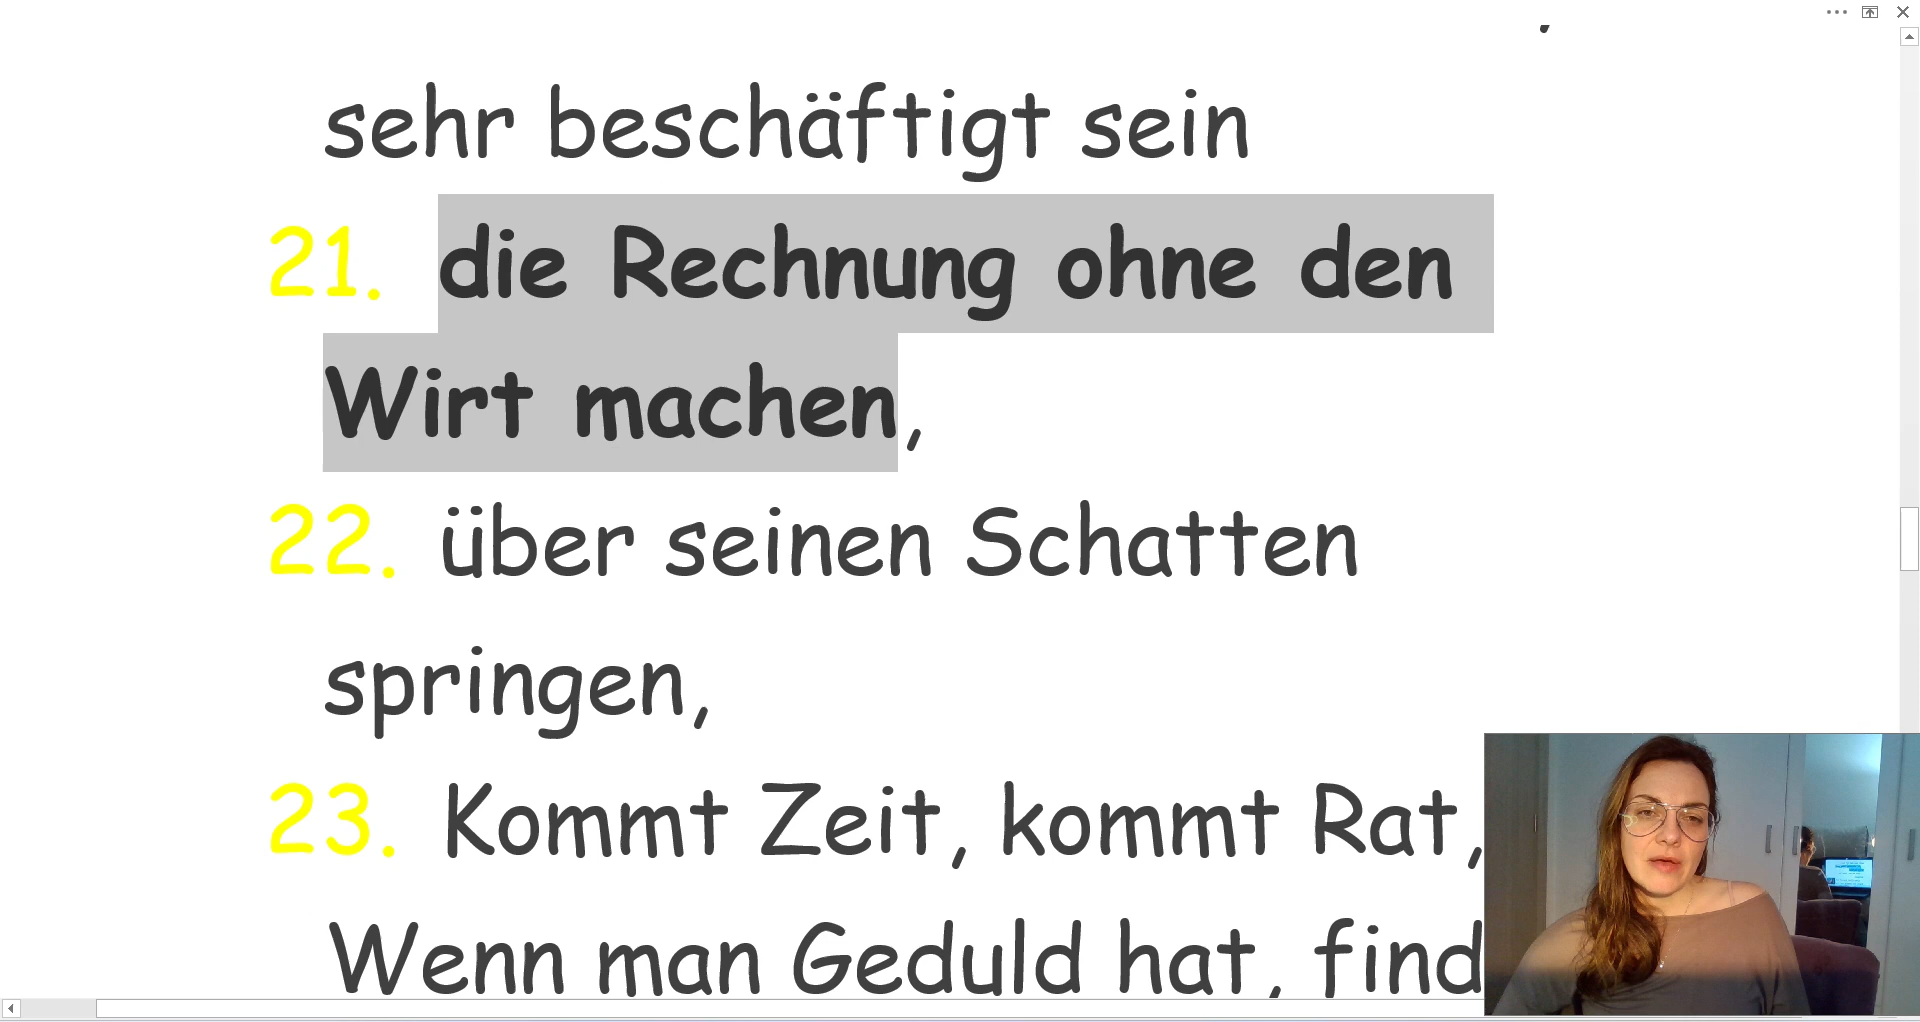 sehr beschäftigt sein
21. die Rechnung ohne den
Wirt machen,
22. über seinen Schatten
springen,
23. Kommt Zeit, kommt Rat,
Wenn man Geduld hat, find